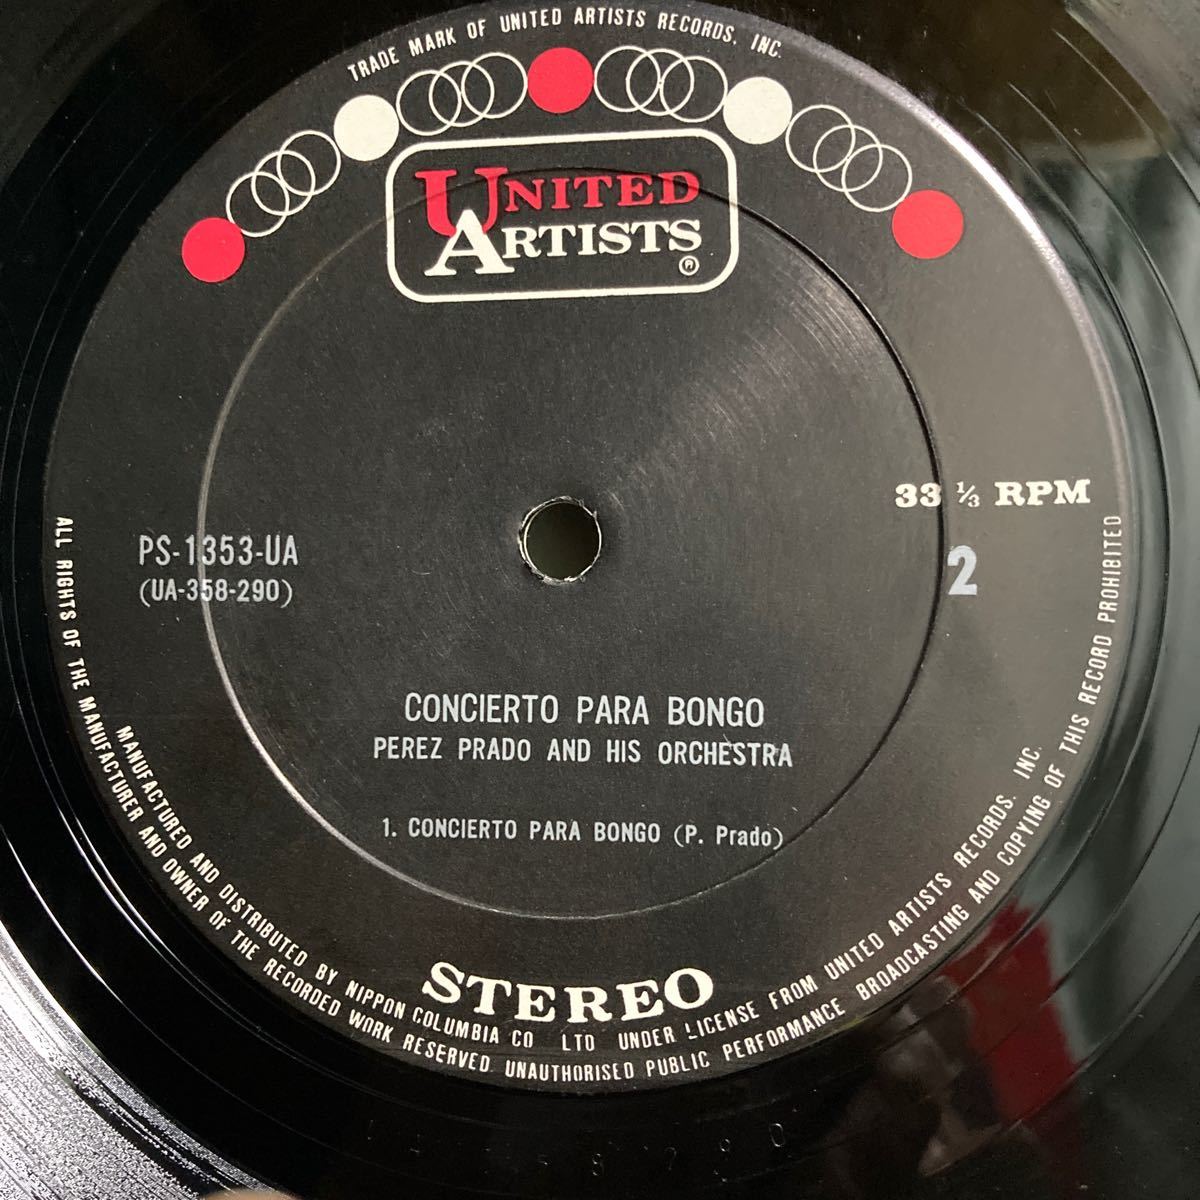 TRADE MARK OF UNITED ARTISTS RECORDS, INC.
UNITED
ARTISTS
®
33 ⅓ RPM
PS-1353-UA
(UA-358-290)
2
CONCIERTO PARA BONGO
PEREZ PRADO AND HIS ORCHESTRA
1. CONCIERTO PARA BONGO (P. Prado)
STEREO
MANUFACTURED AND DISTRIBUTED BY NIPPON COLUMBIA CO LTD UNDER LICENSE FROM UNITED ARTISTS RECORDS, INC.
ALL RIGHTS OF THE MANUFACTURER AND OWNER OF THE RECORDED WORK RESERVED. UNAUTHORISED PUBLIC PERFORMANCE BROADCASTING AND COPYING OF THIS RECORD PROHIBITED